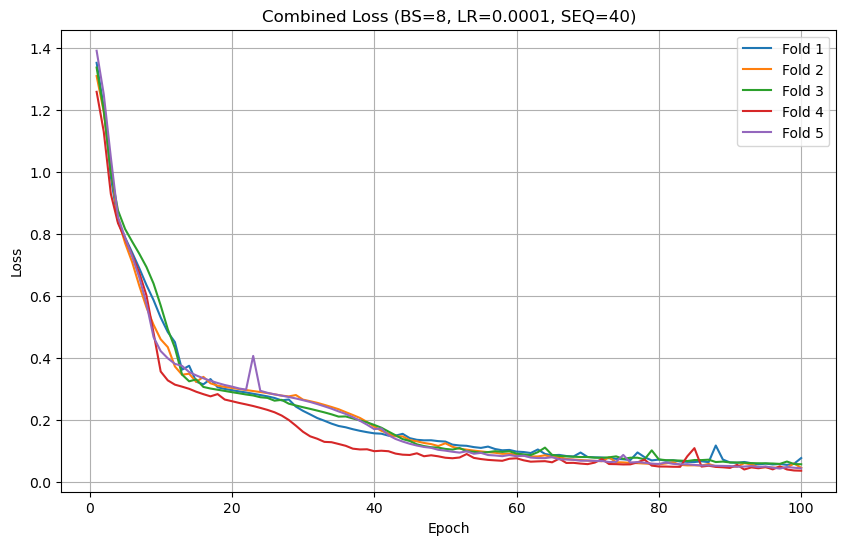 Combined Loss (BS=8, LR=0.0001, SEQ=40)
Fold 1
Fold 2
Fold 3
Fold 4
Fold 5
Loss
1.4
1.2
1.0
0.8
0.6
0.4
0.2
0.0
0 20 40 60 80 100
Epoch